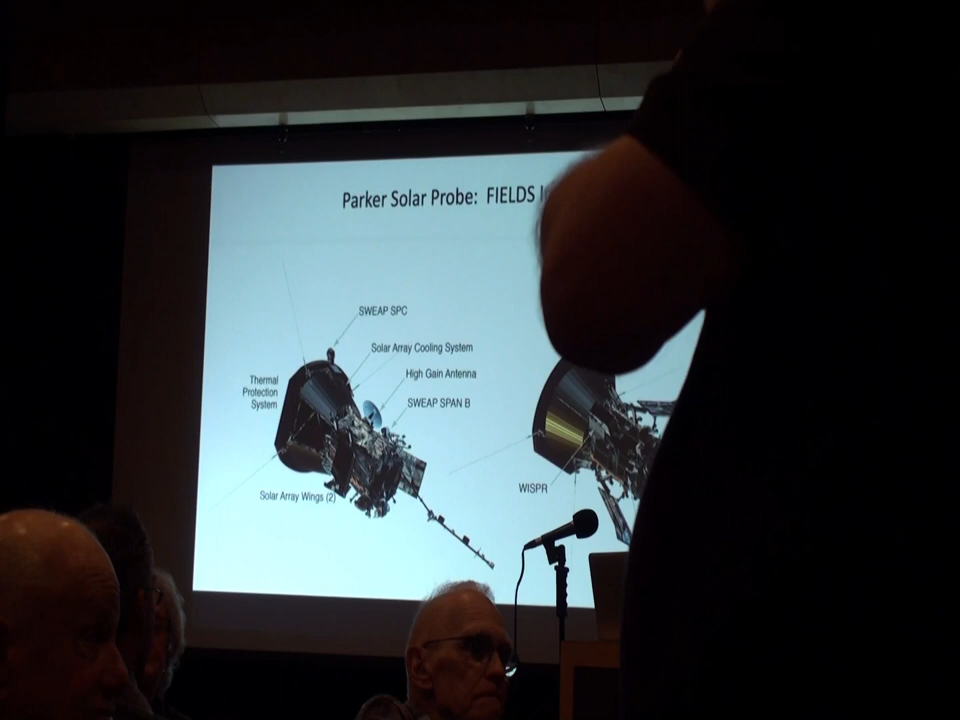 Parker Solar Probe: FIELDS
SWEAP SPC
Solar Array Cooling System
High Gain Antenna
SWEAP SPAN B
Thermal
Protection
System
Solar Array Wings (2)
WISPR